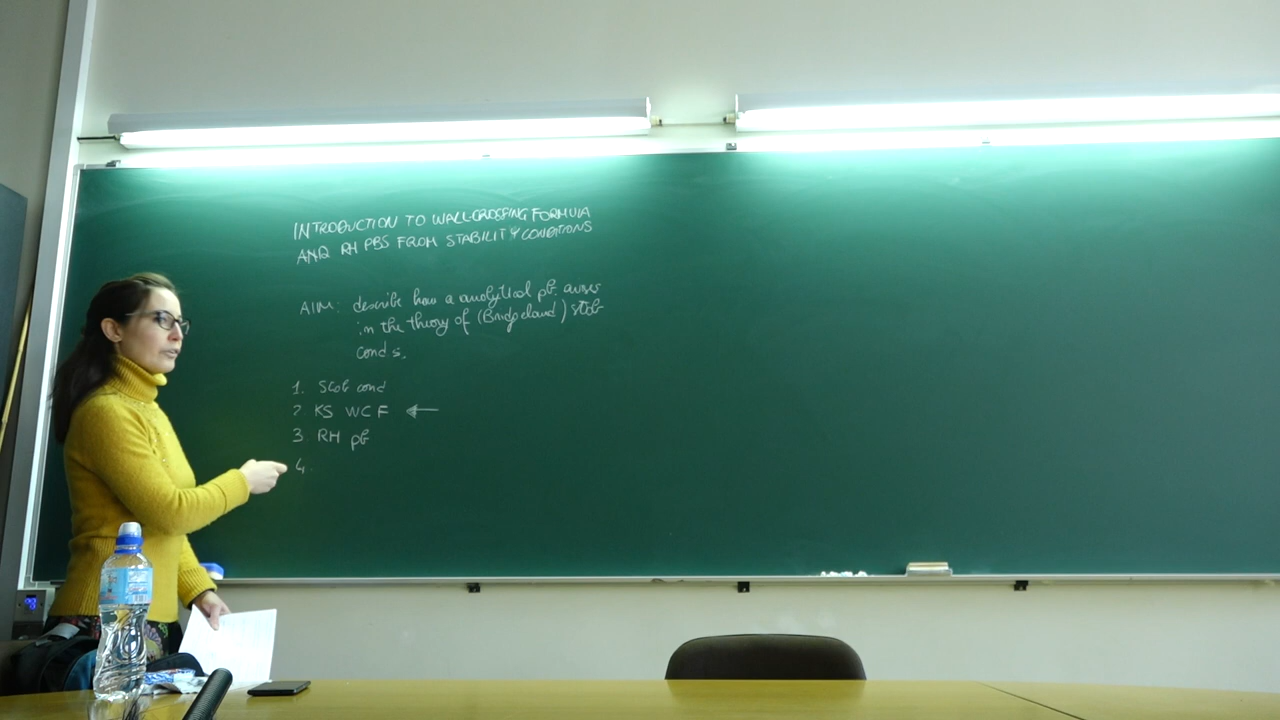 INTRODUCTION TO WALL-CROSSING FORMULA
AND RH PBS FROM STABILITY CONDITIONS
AIM: describe how a analytical pb. arises
in the theory of (Bridgeland) stab
cond s.
1. Stab cond
2 KS WCF ←
3 RH pb
4.